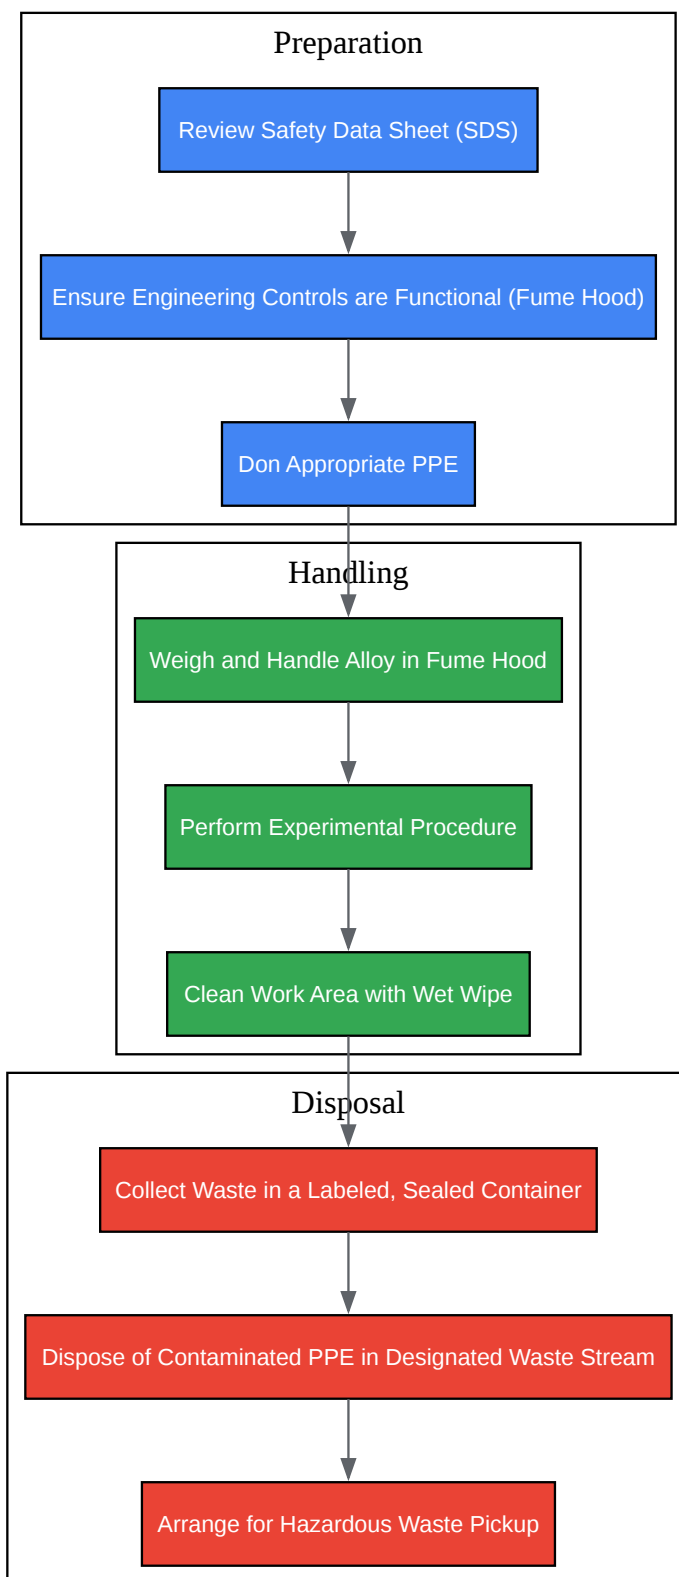 Preparation
Review Safety Data Sheet (SDS)
Ensure Engineering Controls are Functional (Fume Hood)
Don Appropriate PPE
Handling
Weigh and Handle Alloy in Fume Hood
Perform Experimental Procedure
Clean Work Area with Wet Wipe
Disposal
Collect Waste in a Labeled, Sealed Container
Dispose of Contaminated PPE in Designated Waste Stream
Arrange for Hazardous Waste Pickup